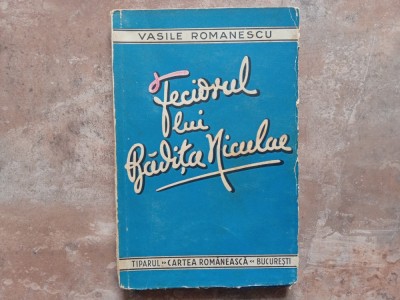 VASILE ROMANESCU
Feciorul
lui
Bădița Niculae
TIPARUL „CARTEA ROMÂNEASCĂ„ BUCUREȘTI